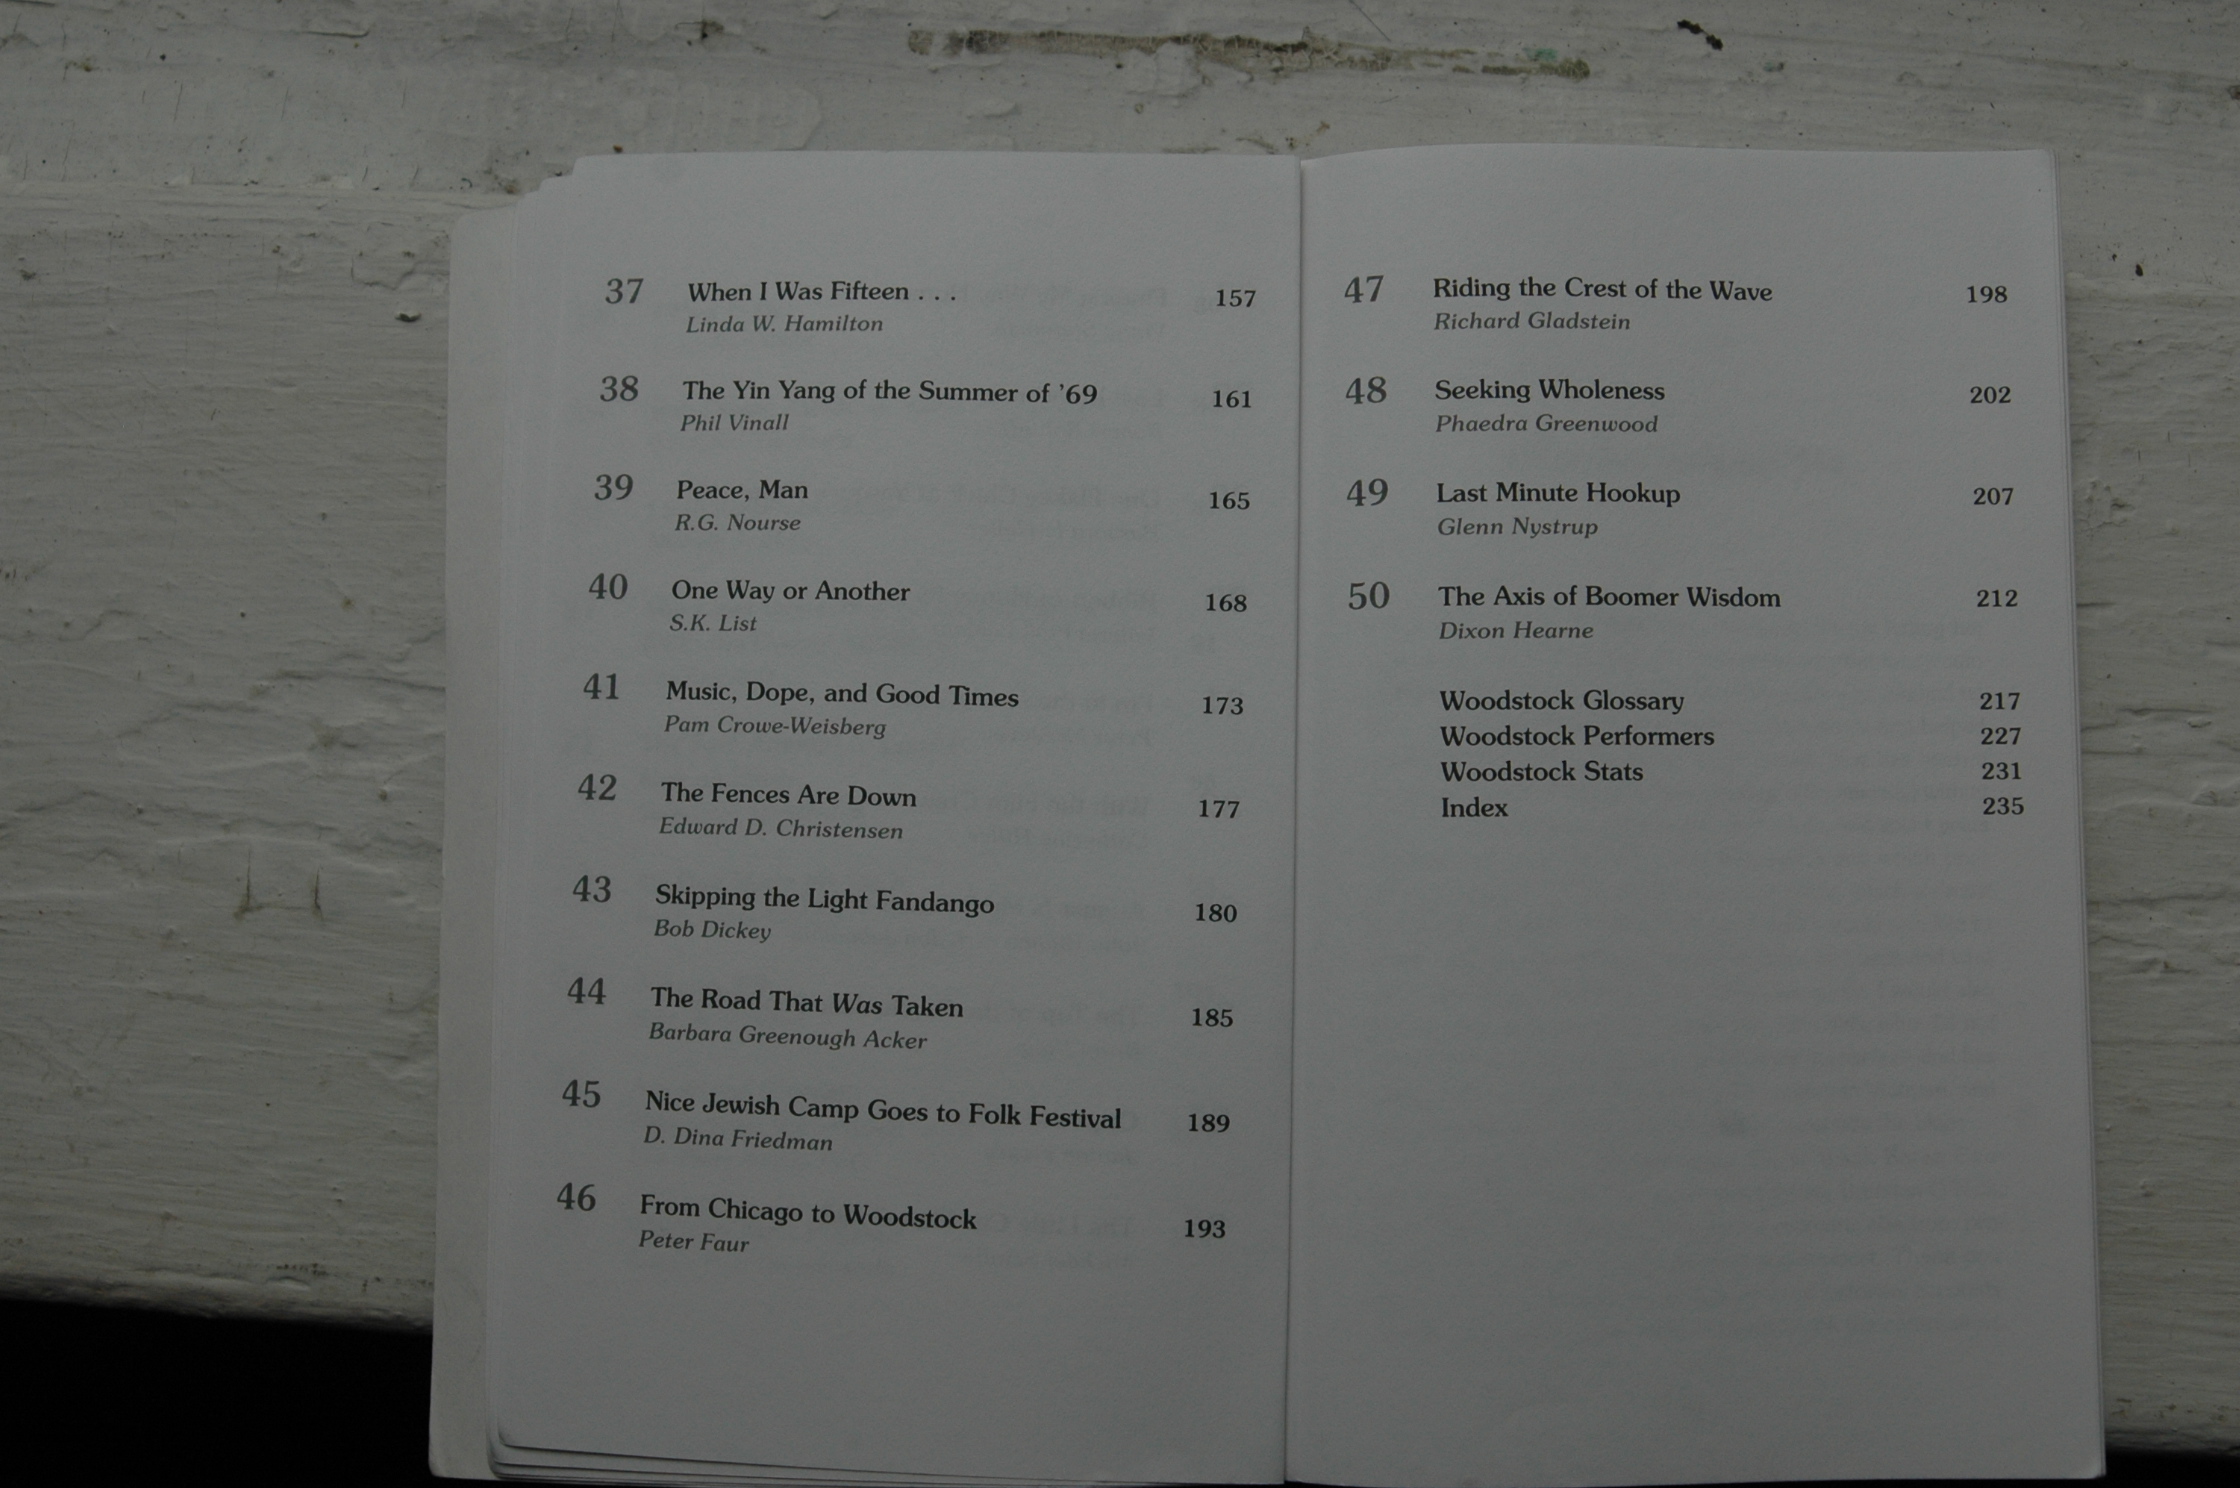 37 When I Was Fifteen . . . . 157
Linda W. Hamilton
38 The Yin Yang of the Summer of ’69 161
Phil Vinall
39 Peace, Man 165
R.G. Nourse
40 One Way or Another 168
S.K. List
41 Music, Dope, and Good Times 173
Pam Crowe-Weisberg
42 The Fences Are Down 177
Edward D. Christensen
43 Skipping the Light Fandango 180
Bob Dickey
44 The Road That Was Taken 185
Barbara Greenough Acker
45 Nice Jewish Camp Goes to Folk Festival 189
D. Dina Friedman
46 From Chicago to Woodstock 193
Peter Faur
47 Riding the Crest of the Wave 198
Richard Gladstein
48 Seeking Wholeness 202
Phaedra Greenwood
49 Last Minute Hookup 207
Glenn Nystrup
50 The Axis of Boomer Wisdom 212
Dixon Hearne
Woodstock Glossary 217
Woodstock Performers 227
Woodstock Stats 231
Index 235